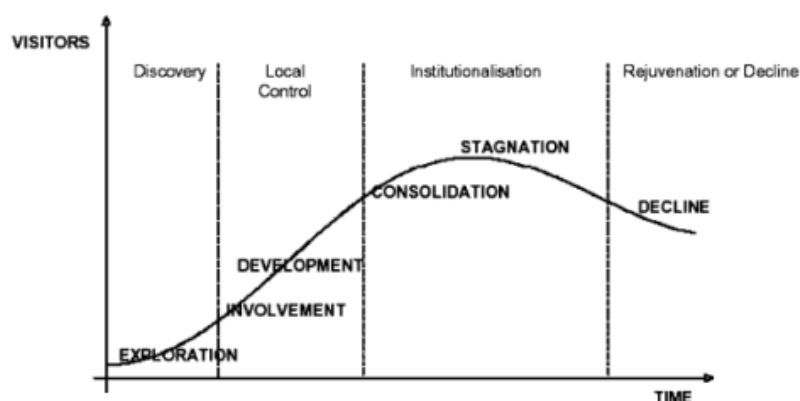 VISITORS
Discovery
Local
Control
Institutionalisation
Rejuvenation or Decline
STAGNATION
CONSOLIDATION
DECLINE
DEVELOPMENT
INVOLVEMENT
EXPLORATION
TIME